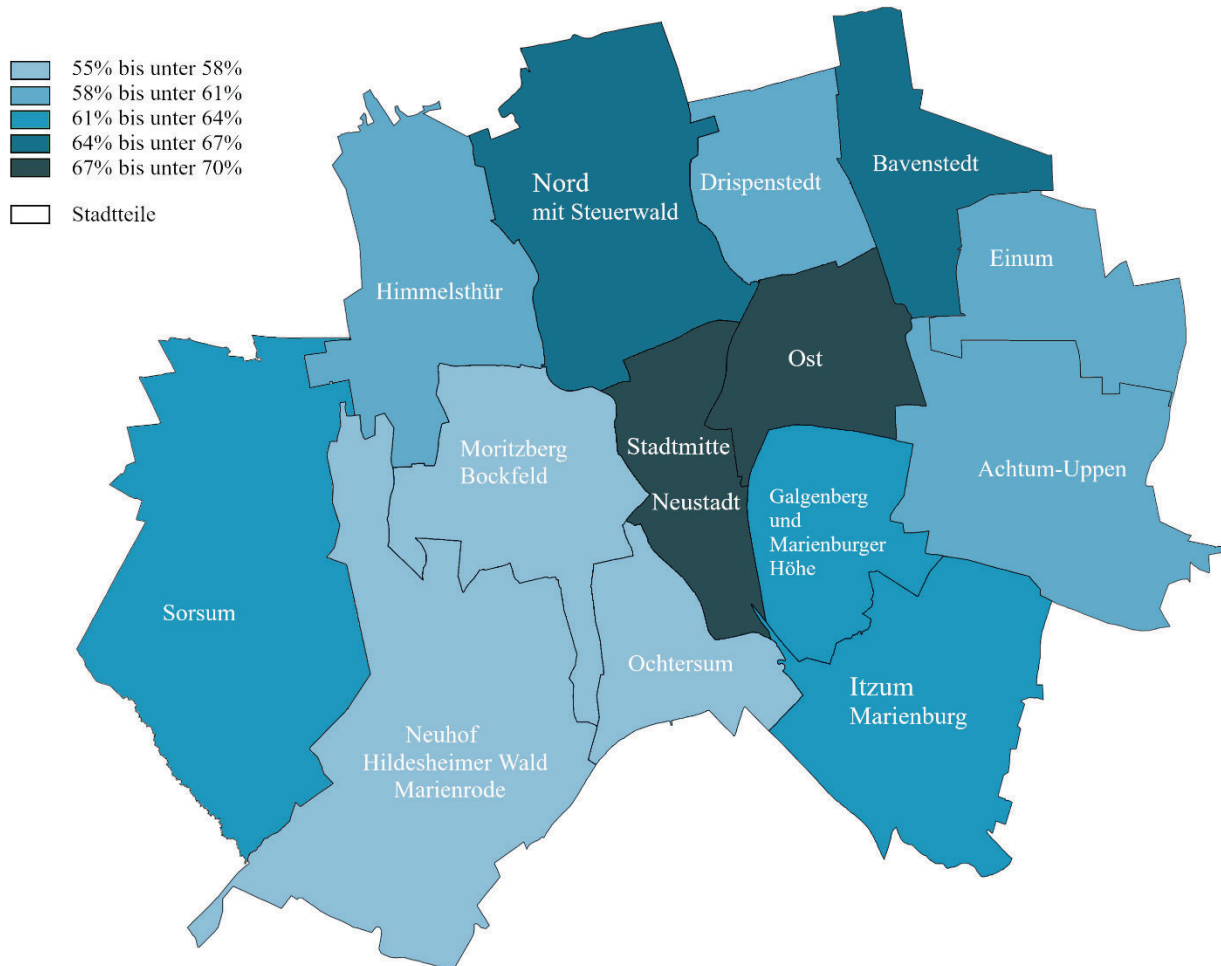 55% bis unter 58%
58% bis unter 61%
61% bis unter 64%
64% bis unter 67%
67% bis unter 70%
Stadtteile
Nord
mit Steuerwald
Drispenstedt
Bavenstedt
Einum
Himmelsthür
Ost
Moritzberg
Bockfeld
Stadtmitte
Neustadt
Achtum-Uppen
Galgenberg
und
Marienburger
Höhe
Sorsum
Ochtersum
Itzum
Marienburg
Neuhof
Hildesheimer Wald
Marienrode